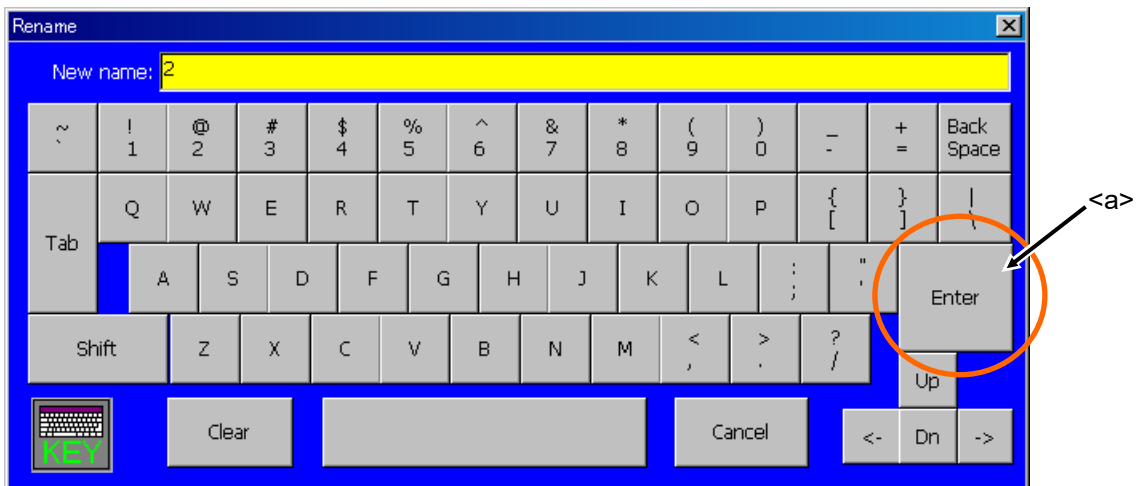 Rename
New name: 2
~ ! @ # $ % ^ & * ( ) _ + Back
` 1 2 3 4 5 6 7 8 9 0 - = Space
Q W E R T Y U I O P { } |
[ ] \
<a>
Tab
A S D F G H J K L : "
; '
Enter
Shift Z X C V B N M < > ?
, . /
Up
KEY Clear Cancel <- Dn ->